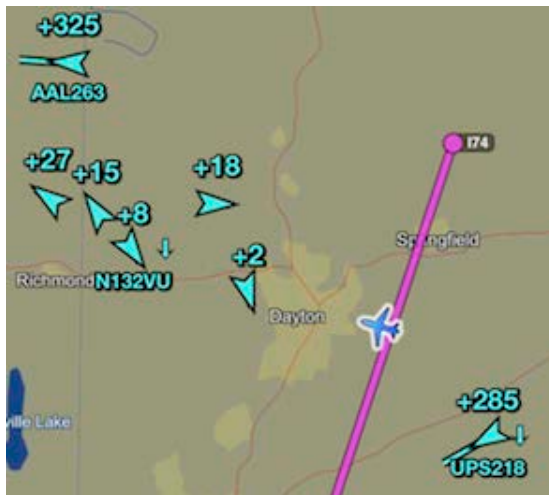 +325
AAL263
I74
+27
+15
+18
+8
Springfield
Richmond
N132VU
+2
Dayton
+285
ville Lake
UPS218